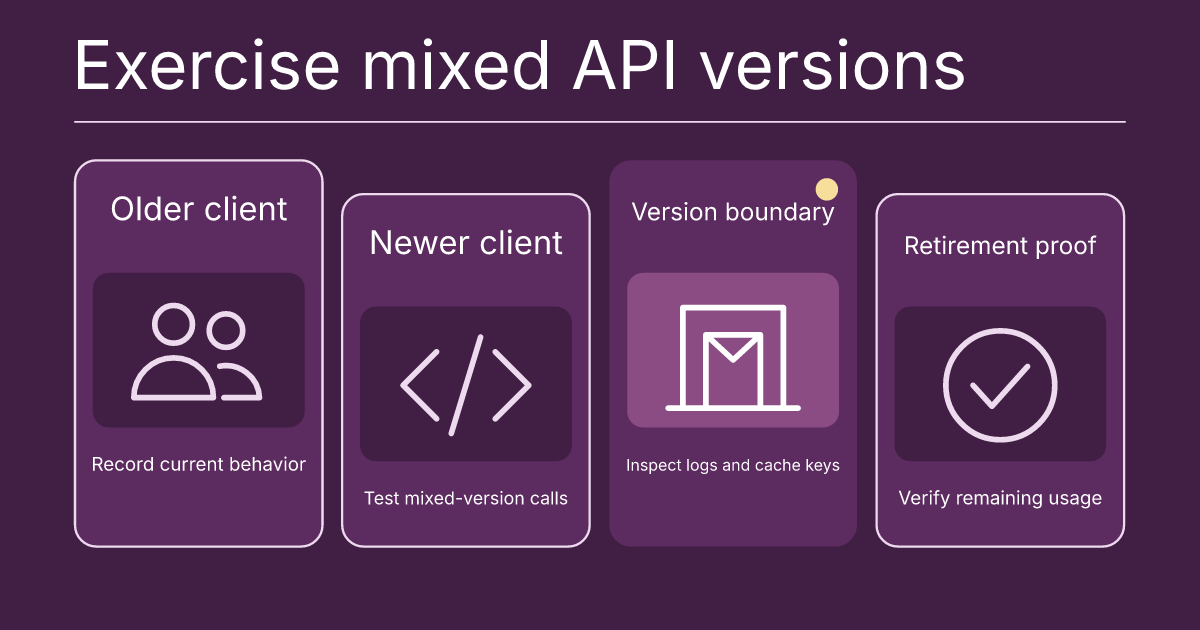 Exercise mixed API versions
Older client
Record current behavior
Newer client
Test mixed-version calls
Version boundary
Inspect logs and cache keys
Retirement proof
Verify remaining usage